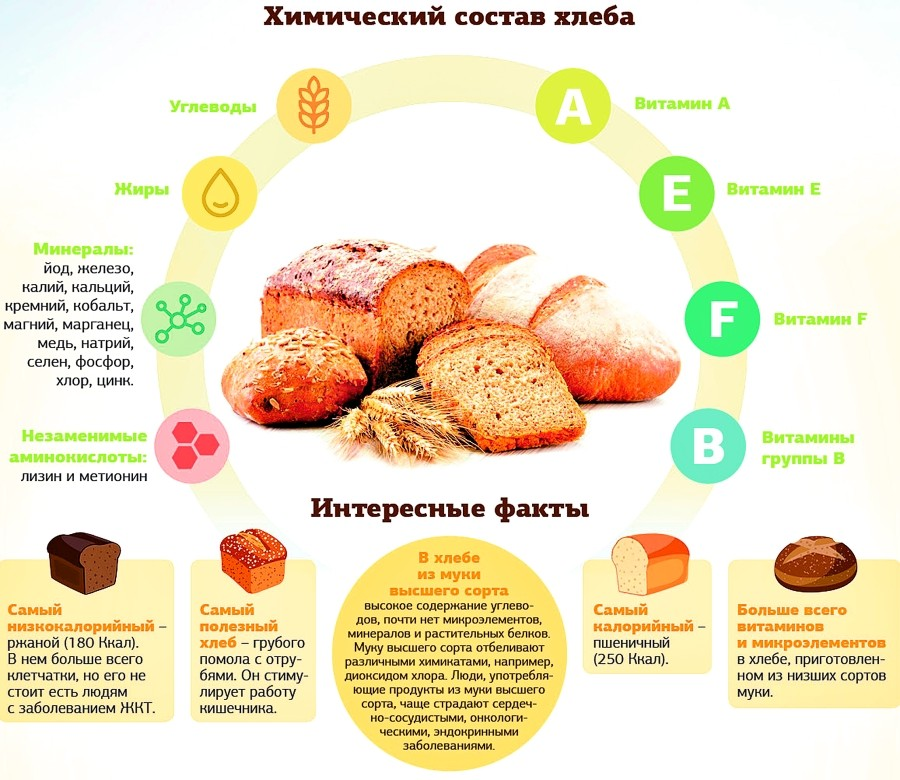 Химический состав хлеба
Углеводы
Жиры
Минералы:
йод, железо,
калий, кальций,
кремний, кобальт,
магний, марганец,
медь, натрий,
селен, фосфор,
хлор, цинк.
Незаменимые
аминокислоты:
лизин и метионин
A
Витамин А
E
Витамин Е
F
Витамин F
B
Витамины
группы В
Интересные факты
Самый
низкокалорийный –
ржаной (180 Ккал).
В нем больше всего
клетчатки, но его не
стоит есть людям
с заболеванием ЖКТ.
Самый
полезный
хлеб – грубого
помола с отру-
бями. Он стиму-
лирует работу
кишечника.
В хлебе
из муки
высшего сорта
высокое содержание углево-
дов, почти нет микроэлементов,
минералов и растительных белков.
Муку высшего сорта отбеливают
различными химикатами, например,
диоксидом хлора. Люди, употребля-
ющие продукты из муки высшего
сорта, чаще страдают сердеч-
но-сосудистыми, онкологи-
ческими, эндокринными
заболеваниями.
Самый
калорийный –
пшеничный
(250 Ккал).
Больше всего
витаминов
и микроэлементов
в хлебе, приготовлен-
ном из низших сортов
муки.